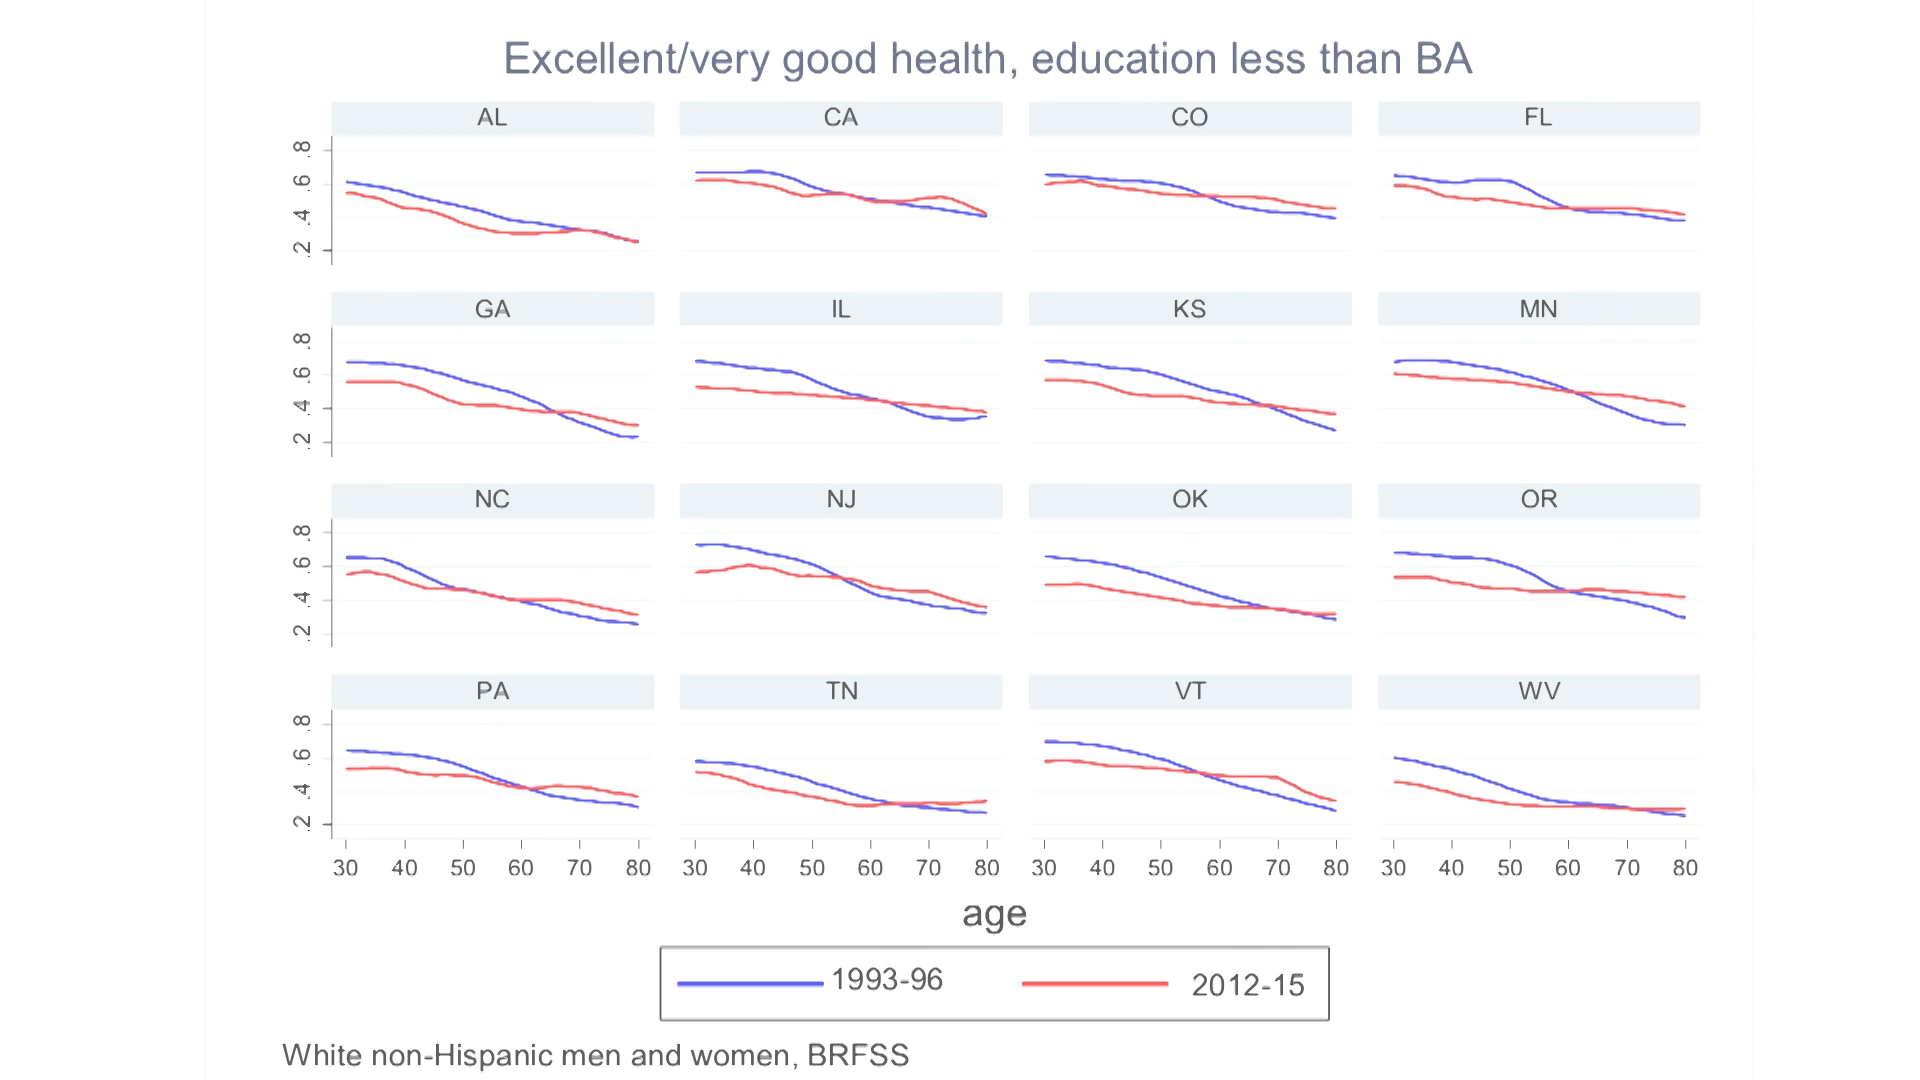 Excellent/very good health, education less than BA
AL CA CO FL
.8
.6
.4
.2
GA IL KS MN
.8
.6
.4
.2
NC NJ OK OR
.8
.6
.4
.2
PA TN VT WV
.8
.6
.4
.2
30 40 50 60 70 80 30 40 50 60 70 80 30 40 50 60 70 80 30 40 50 60 70 80
age
1993-96 2012-15
White non-Hispanic men and women, BRFSS